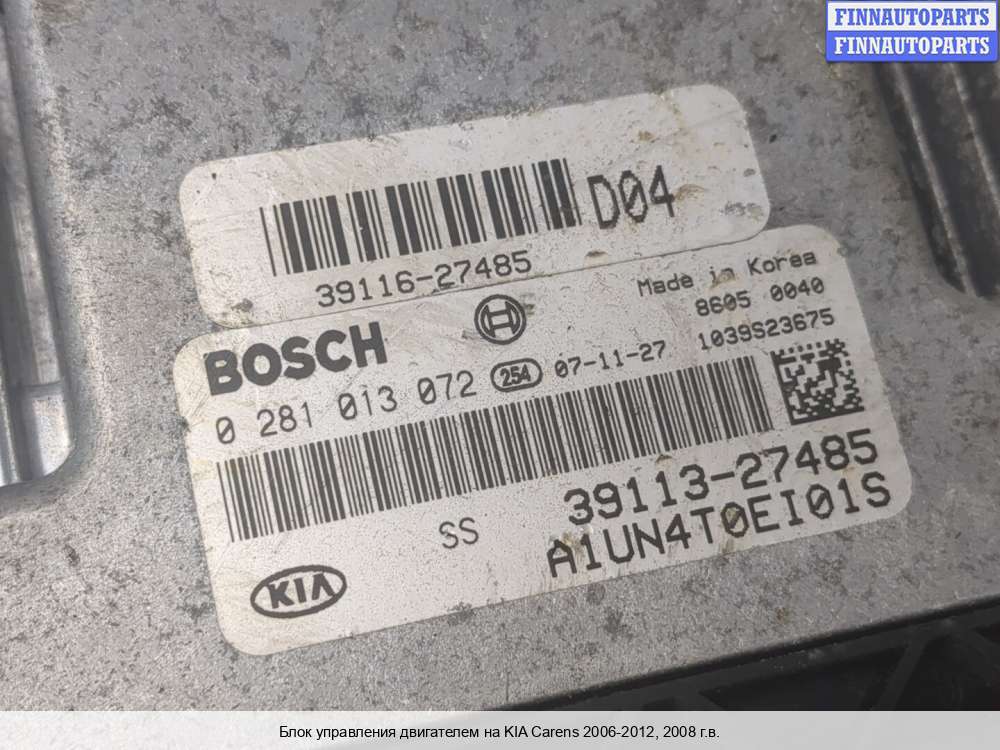 FINNAUTOPARTS
FINNAUTOPARTS
D04
39116-27485
Made in Korea
8605 0040
1039S23675
BOSCH
0 281 013 072 254 07-11-27
39113-27485
SS
A1UN4T0EI01S
KIA
Блок управления двигателем на KIA Carens 2006-2012, 2008 г.в.